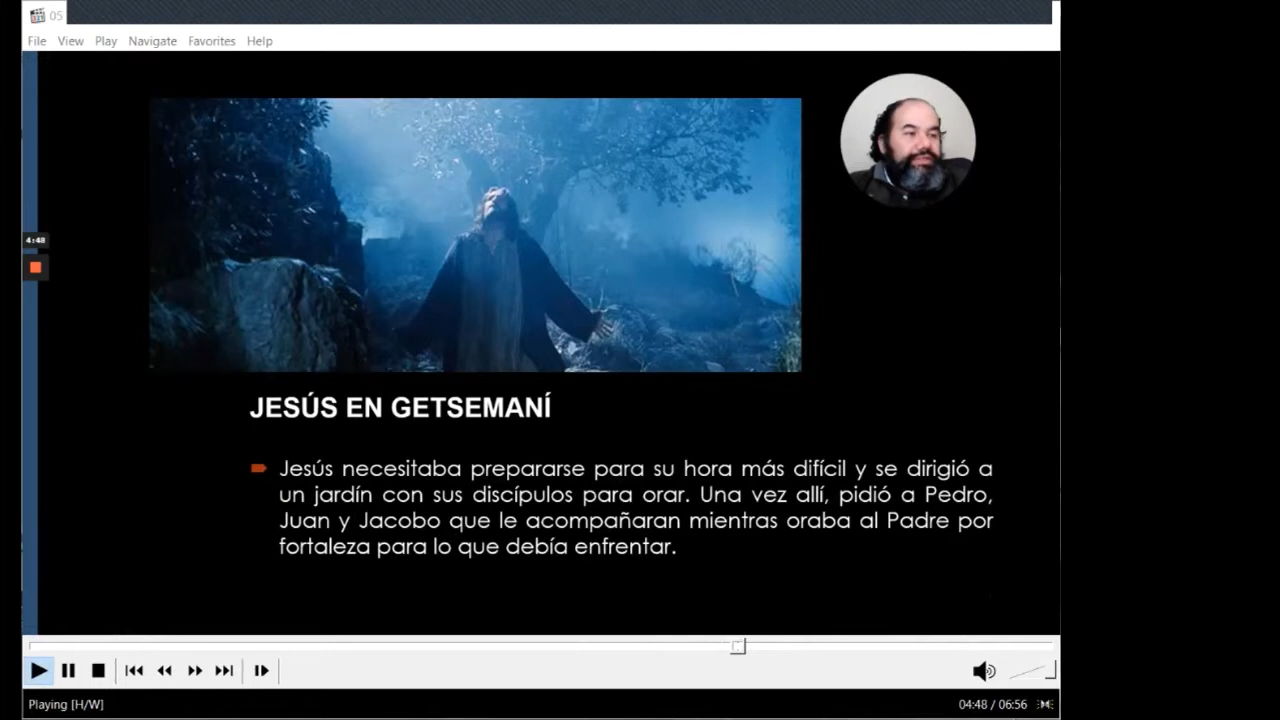 05
File View Play Navigate Favorites Help
4:48
JESÚS EN GETSEMANÍ
Jesús necesitaba prepararse para su hora más difícil y se dirigió a
un jardín con sus discípulos para orar. Una vez allí, pidió a Pedro,
Juan y Jacobo que le acompañaran mientras oraba al Padre por
fortaleza para lo que debía enfrentar.
Playing [H/W]
04:48 / 06:56